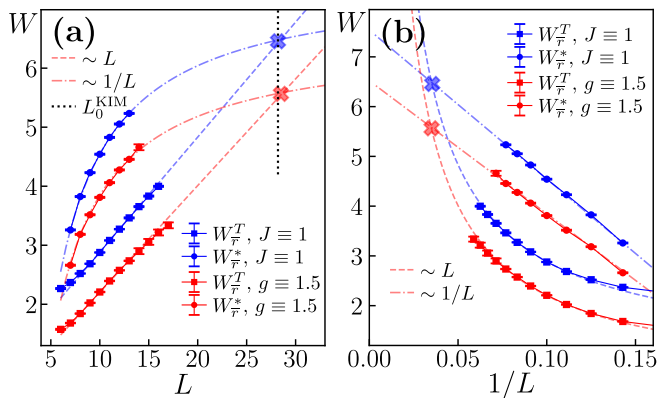 W
(a)
~ L
~ 1/L
L_0^KIM
W_r̄^T, J ≡ 1
W_r̄^*, J ≡ 1
W_r̄^T, g ≡ 1.5
W_r̄^*, g ≡ 1.5
6
5
4
3
2
5 10 15 20 25 30
L
W
(b)
W_r̄^T, J ≡ 1
W_r̄^*, J ≡ 1
W_r̄^T, g ≡ 1.5
W_r̄^*, g ≡ 1.5
~ L
~ 1/L
7
6
5
4
3
2
0.00 0.05 0.10 0.15
1/L